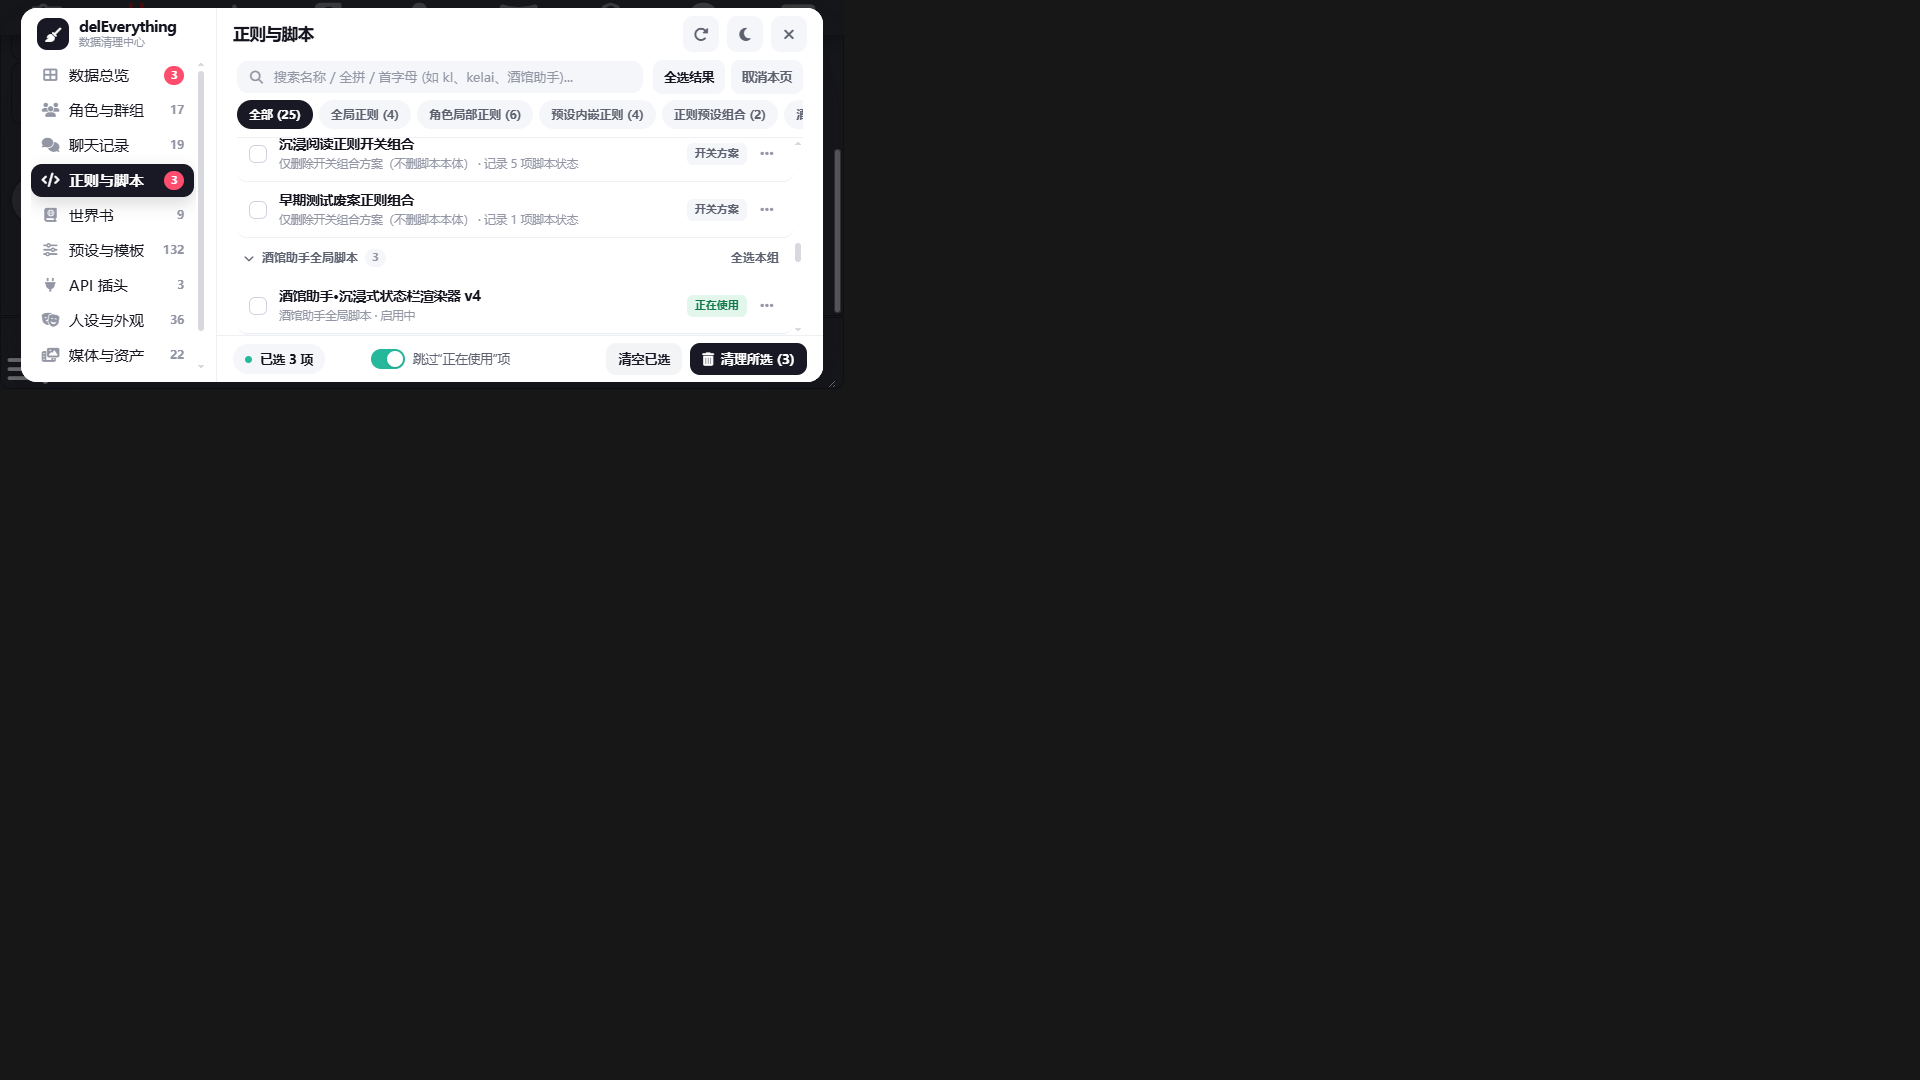 delEverything
数据清理中心
数据总览 3
角色与群组 17
聊天记录 19
正则与脚本 3
世界书 9
预设与模板 132
API 插头 3
人设与外观 36
媒体与资产 22
正则与脚本
搜索名称 / 全拼 / 首字母 (如 kl、kelai、酒馆助手)...
全选结果
取消本页
全部 (25)
全局正则 (4)
角色局部正则 (6)
预设内嵌正则 (4)
正则预设组合 (2)
沉浸阅读正则开关组合
仅删除开关组合方案（不删脚本本体） · 记录 5 项脚本状态
开关方案
早期测试废案正则组合
仅删除开关组合方案（不删脚本本体） · 记录 1 项脚本状态
开关方案
酒馆助手全局脚本 3
全选本组
酒馆助手•沉浸式状态栏渲染器 v4
酒馆助手全局脚本 · 启用中
正在使用
已选 3 项
跳过“正在使用”项
清空已选
清理所选 (3)